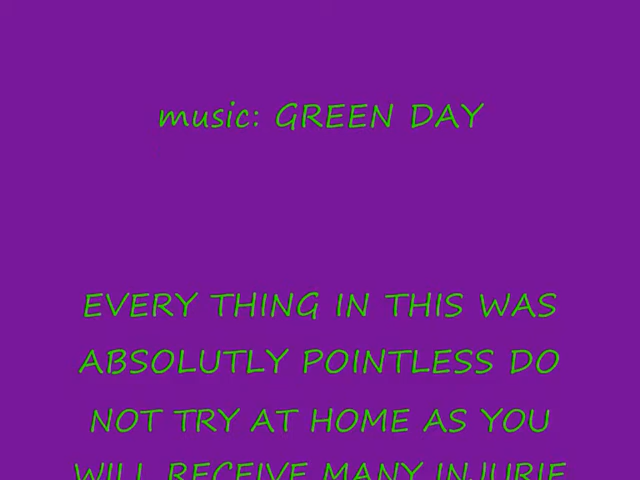 music: GREEN DAY
EVERY THING IN THIS WAS
ABSOLUTLY POINTLESS DO
NOT TRY AT HOME AS YOU
WILL RECEIVE MANY INJURIE